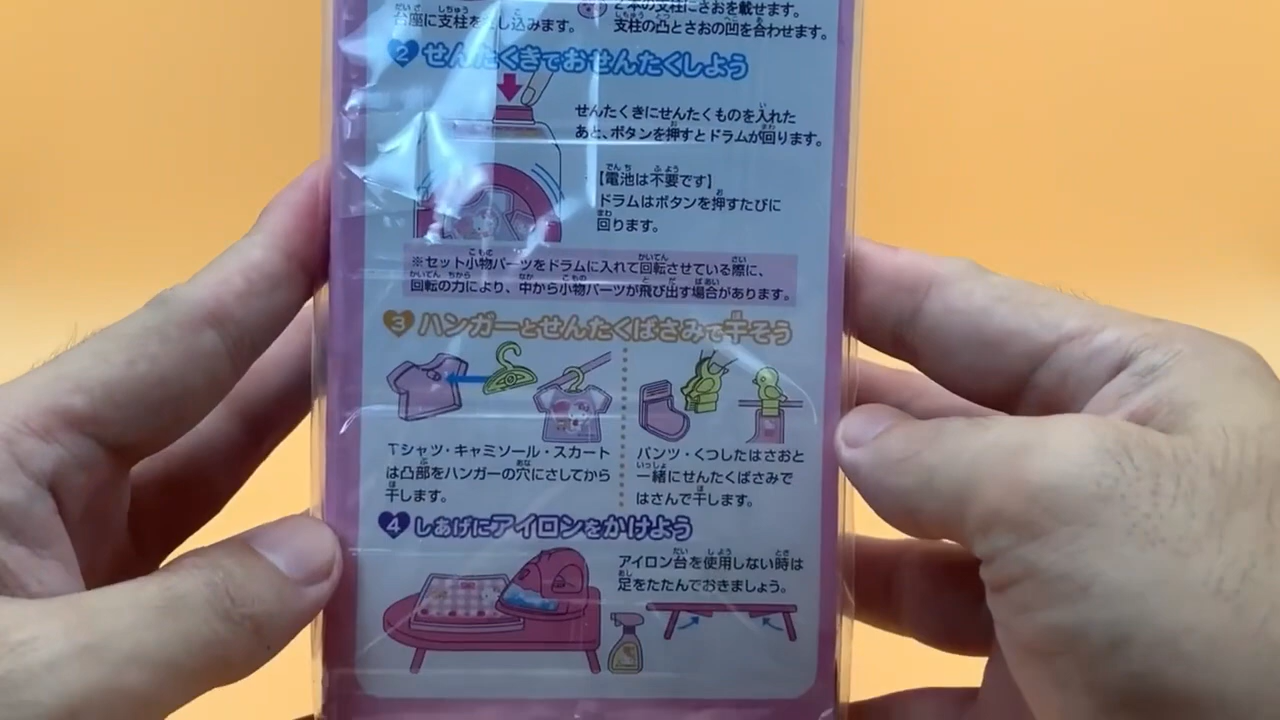 台座に支柱を し込みます。
2本の支柱にさおを載せます。
支柱の凸とさおの凹を合わせます。
2 せんたくきでおせんたくしよう
せんたくきにせんたくものを入れた
あと、ボタンを押すとドラムが回ります。
【電池は不要です】
ドラムはボタンを押すたびに
回ります。
※セット小物パーツをドラムに入れて回転させている際に、
回転の力により、中から小物パーツが飛び出す場合があります。
3 ハンガーとせんたくばさみで干そう
Tシャツ・キャミソール・スカート
は凸部をハンガーの穴にさしてから
干します。
パンツ・くつしたはさおと
一緒にせんたくばさみで
はさんで干します。
4 しあげにアイロンをかけよう
アイロン台を使用しない時は
足をたたんでおきましょう。